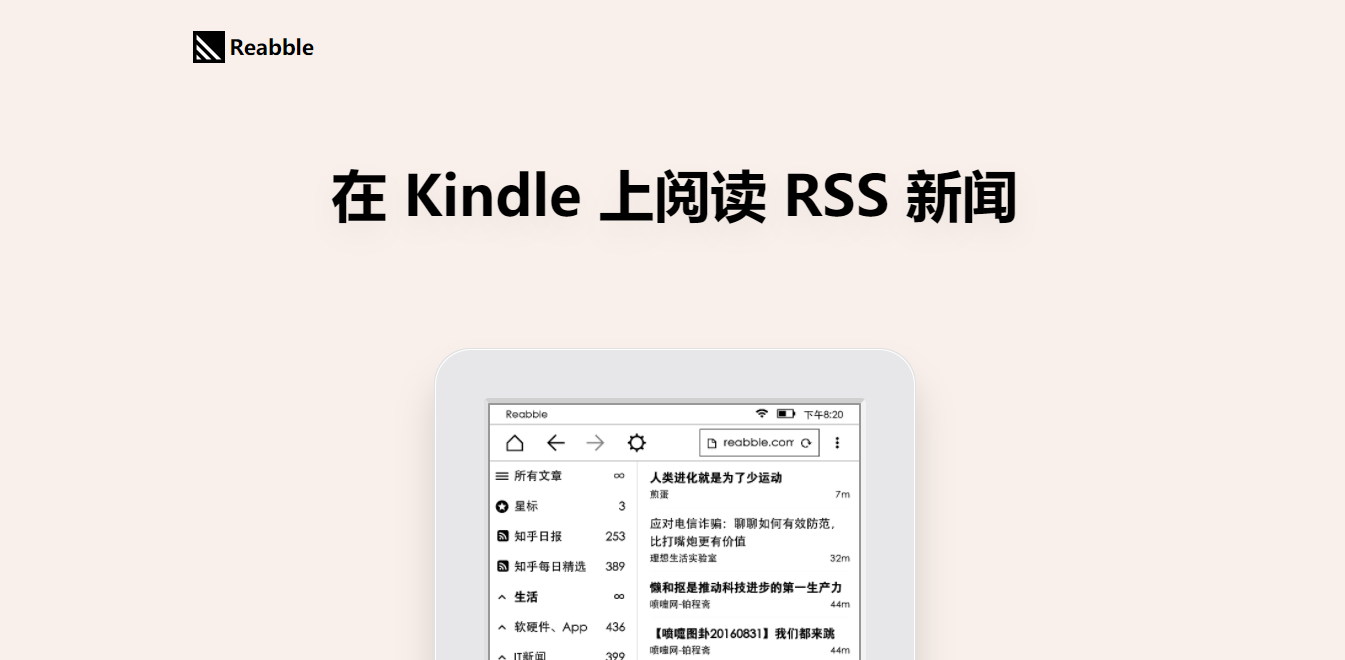 Reabble
在 Kindle 上阅读 RSS 新闻
Reabble 下午8:20
reabble.com
所有文章 ∞
星标 3
知乎日报 253
知乎每日精选 389
生活 ∞
软硬件、App 436
IT新闻 399
人类进化就是为了少运动
煎蛋 7m
应对电信诈骗：聊聊如何有效防范，
比打嘴炮更有价值
理想生活实验室 32m
懒和抠是推动科技进步的第一生产力
喷嚏网-铂程斋 44m
【喷嚏图卦20160831】我们都来跳
喷嚏网-铂程斋 44m